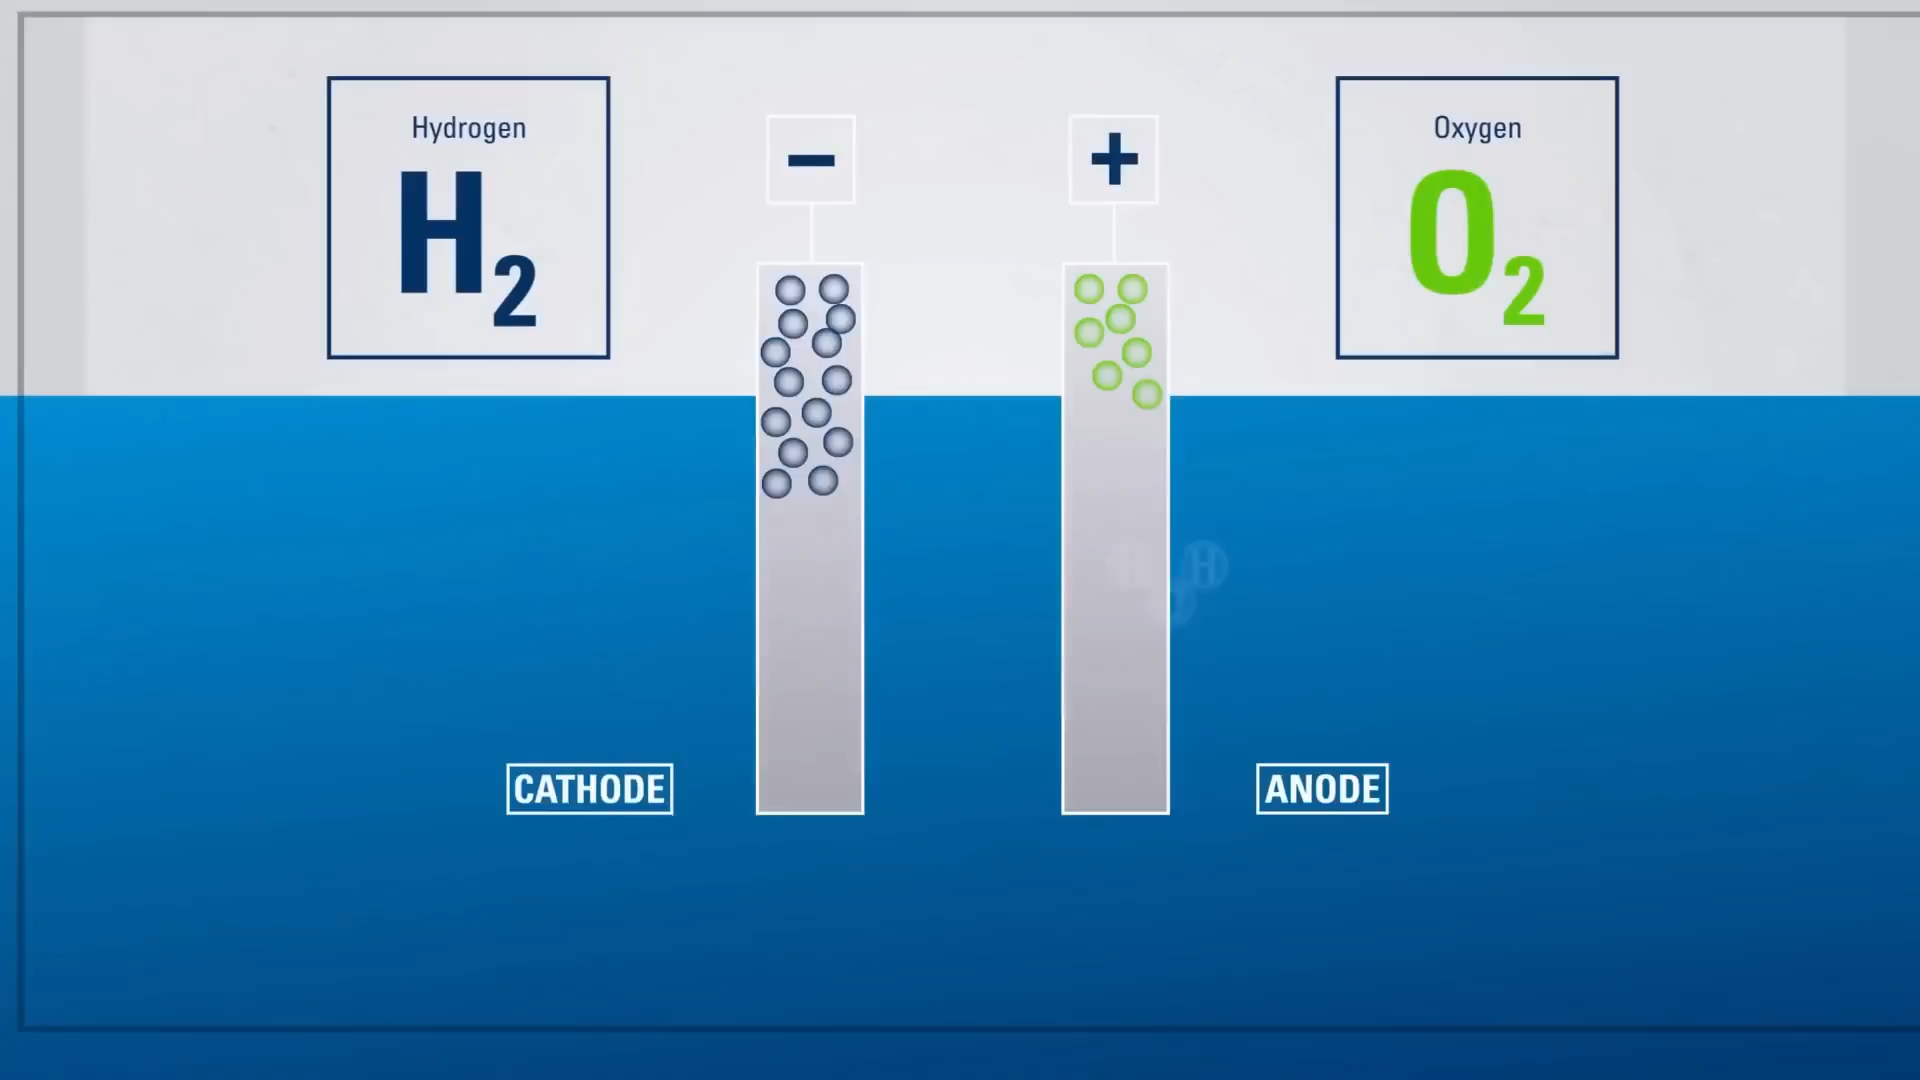 Hydrogen
H2
−
+
Oxygen
O2
H
CATHODE
ANODE